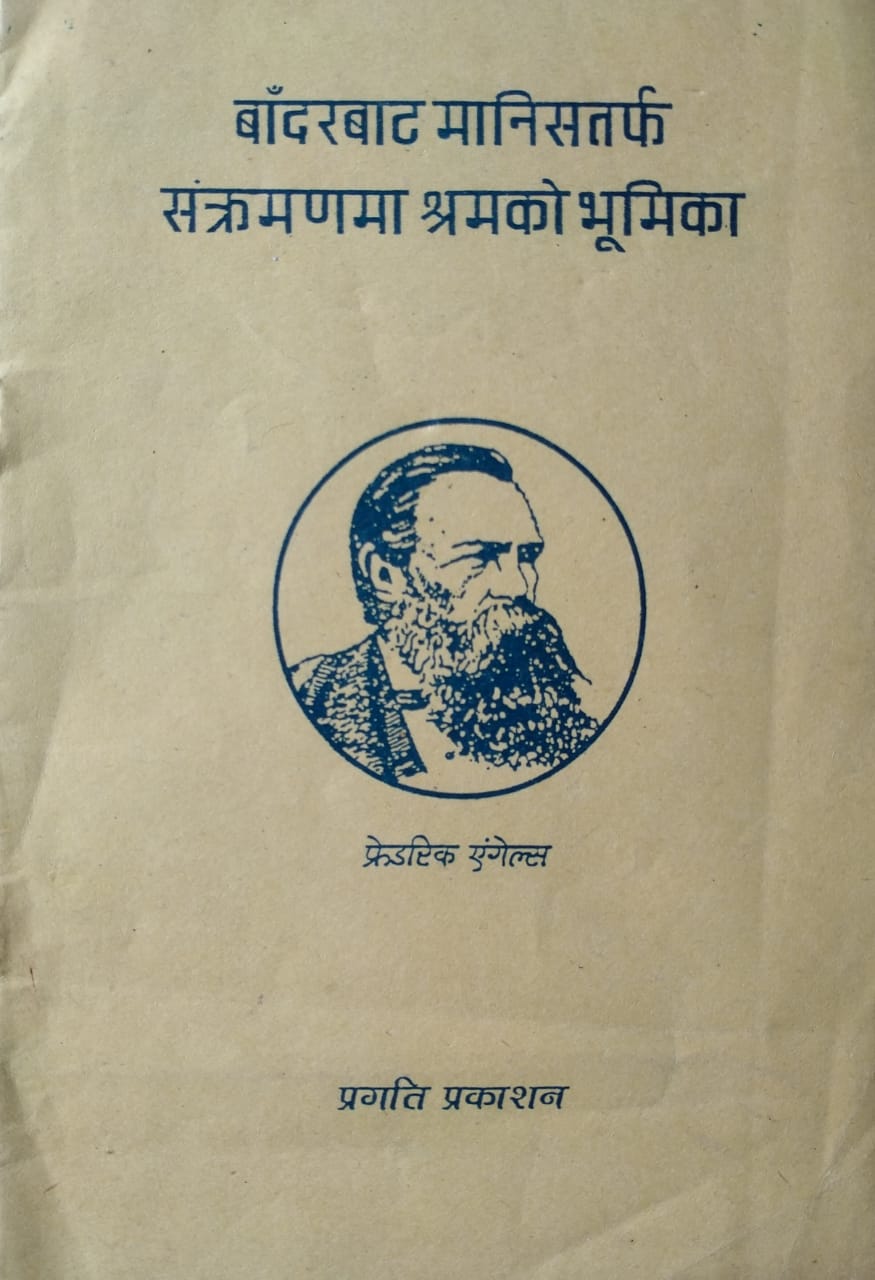 बाँदरबाट मानिसतर्फ
संक्रमणमा श्रमको भूमिका
फ्रेडरिक एंगेल्स
प्रगति प्रकाशन